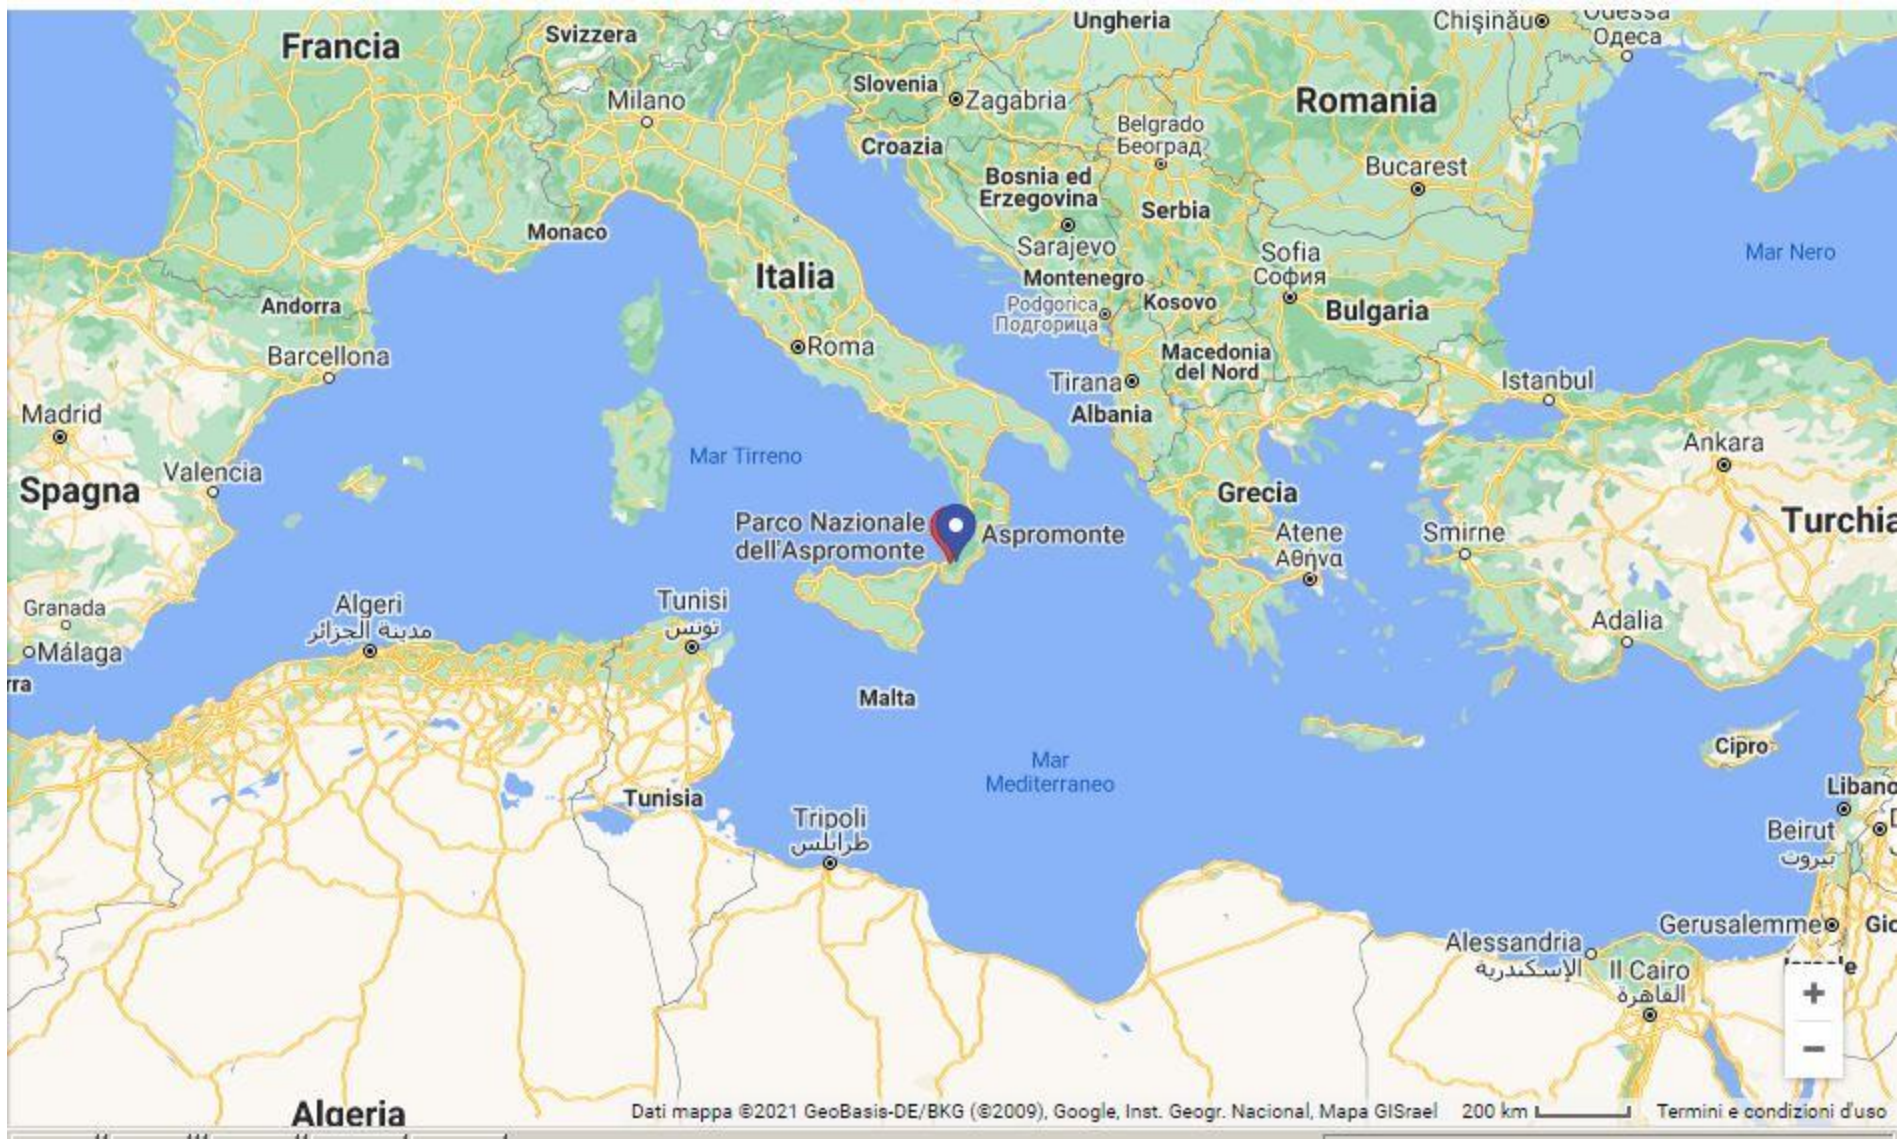 Francia
Svizzera
Ungheria
Chişinău
Odessa
Одеса
Slovenia
Zagabria
Milano
Romania
Croazia
Belgrado
Београд
Bucarest
Bosnia ed
Erzegovina
Serbia
Monaco
Sarajevo
Sofia
София
Mar Nero
Italia
Montenegro
Andorra
Podgorica
Подгорица
Kosovo
Bulgaria
Roma
Barcellona
Macedonia
del Nord
Tirana
Istanbul
Madrid
Albania
Mar Tirreno
Ankara
Valencia
Spagna
Grecia
Parco Nazionale
dell'Aspromonte
Aspromonte
Atene
Αθήνα
Smirne
Turchia
Granada
Algeri
مدينة الجزائر
Tunisi
تونس
Adalia
Málaga
rra
Malta
Mar
Mediterraneo
Cipro
Tunisia
Libano
Tripoli
طرابلس
Beirut
بيروت
Gerusalemme
Gio
Alessandria
الإسكندرية
Il Cairo
القاهرة
+
−
Algeria
Dati mappa ©2021 GeoBasis-DE/BKG (©2009), Google, Inst. Geogr. Nacional, Mapa GISrael 200 km Termini e condizioni d'uso